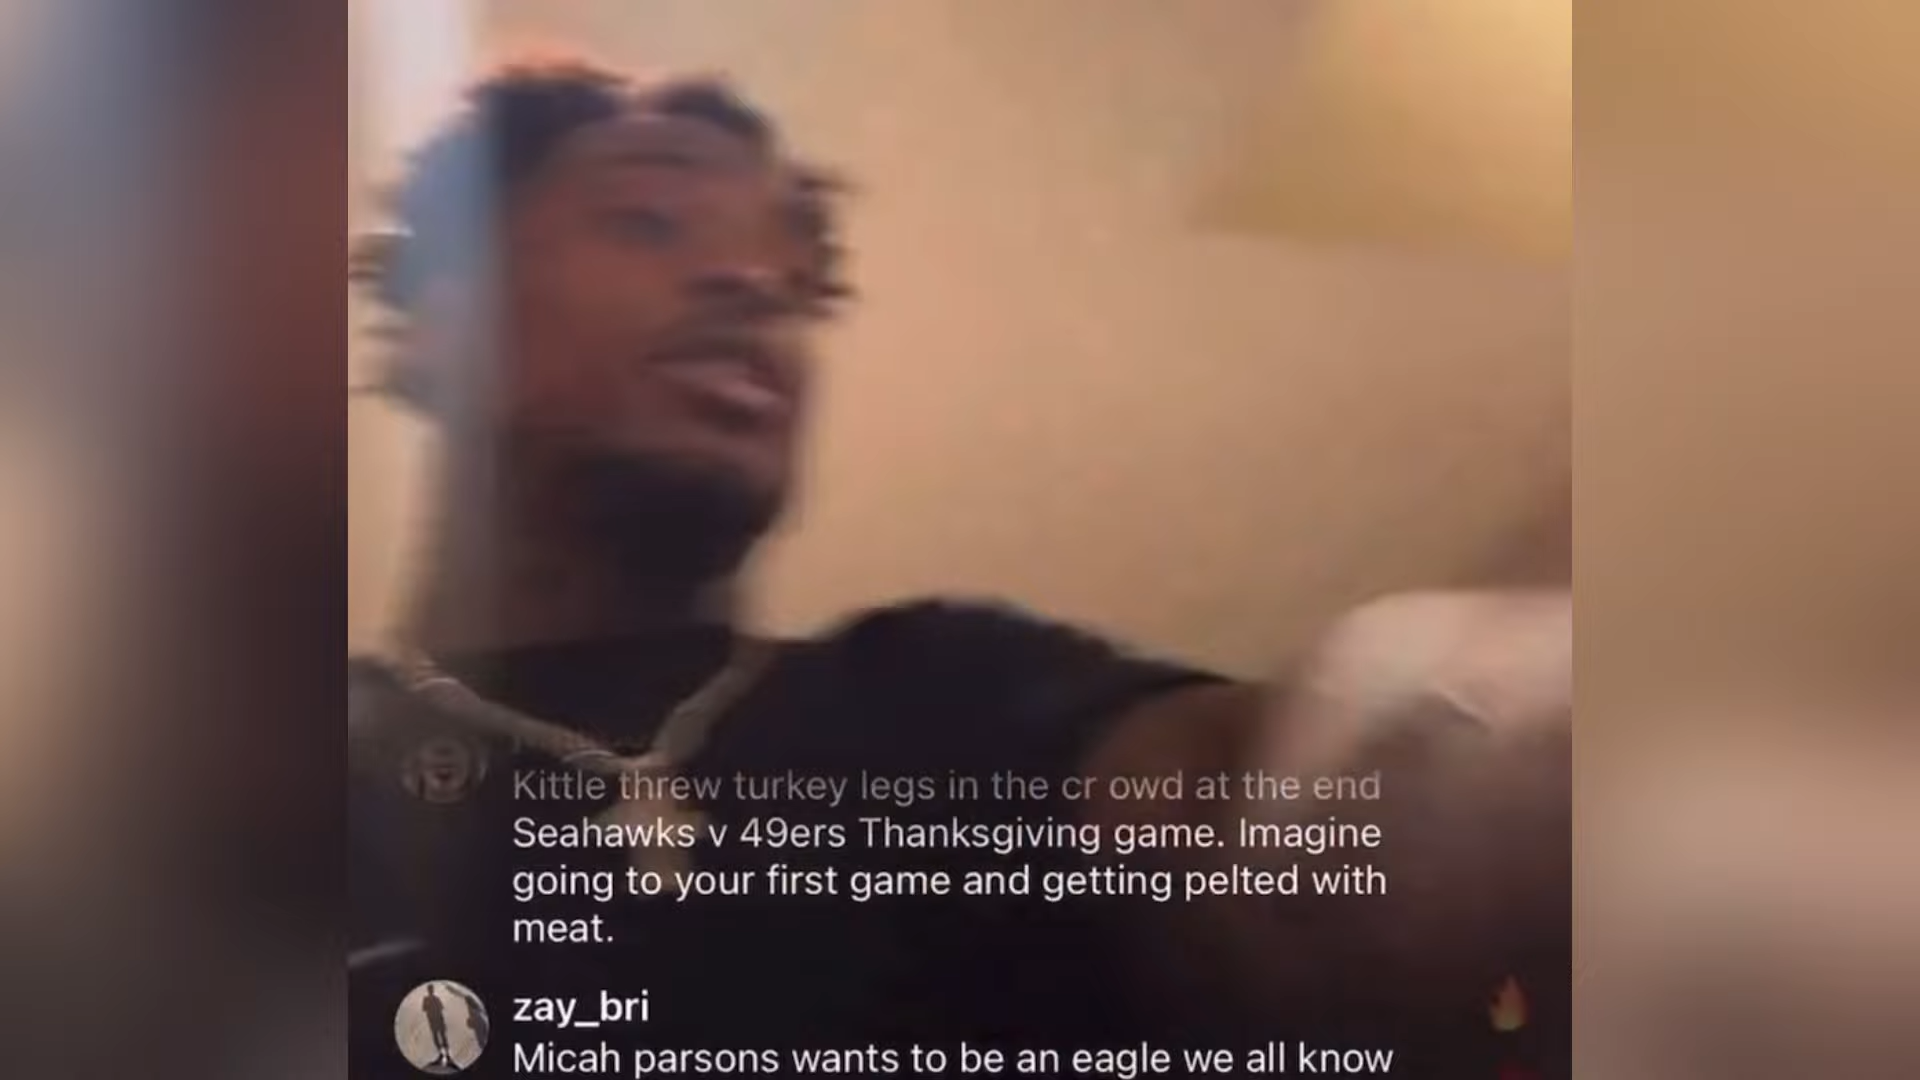 Kittle threw turkey legs in the cr owd at the end
Seahawks v 49ers Thanksgiving game. Imagine
going to your first game and getting pelted with
meat.
zay_bri
Micah parsons wants to be an eagle we all know